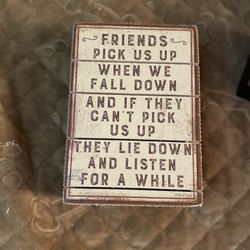 FRIENDS
PICK US UP
WHEN WE
FALL DOWN
AND IF THEY
CAN'T PICK
US UP
THEY LIE DOWN
AND LISTEN
FOR A WHILE